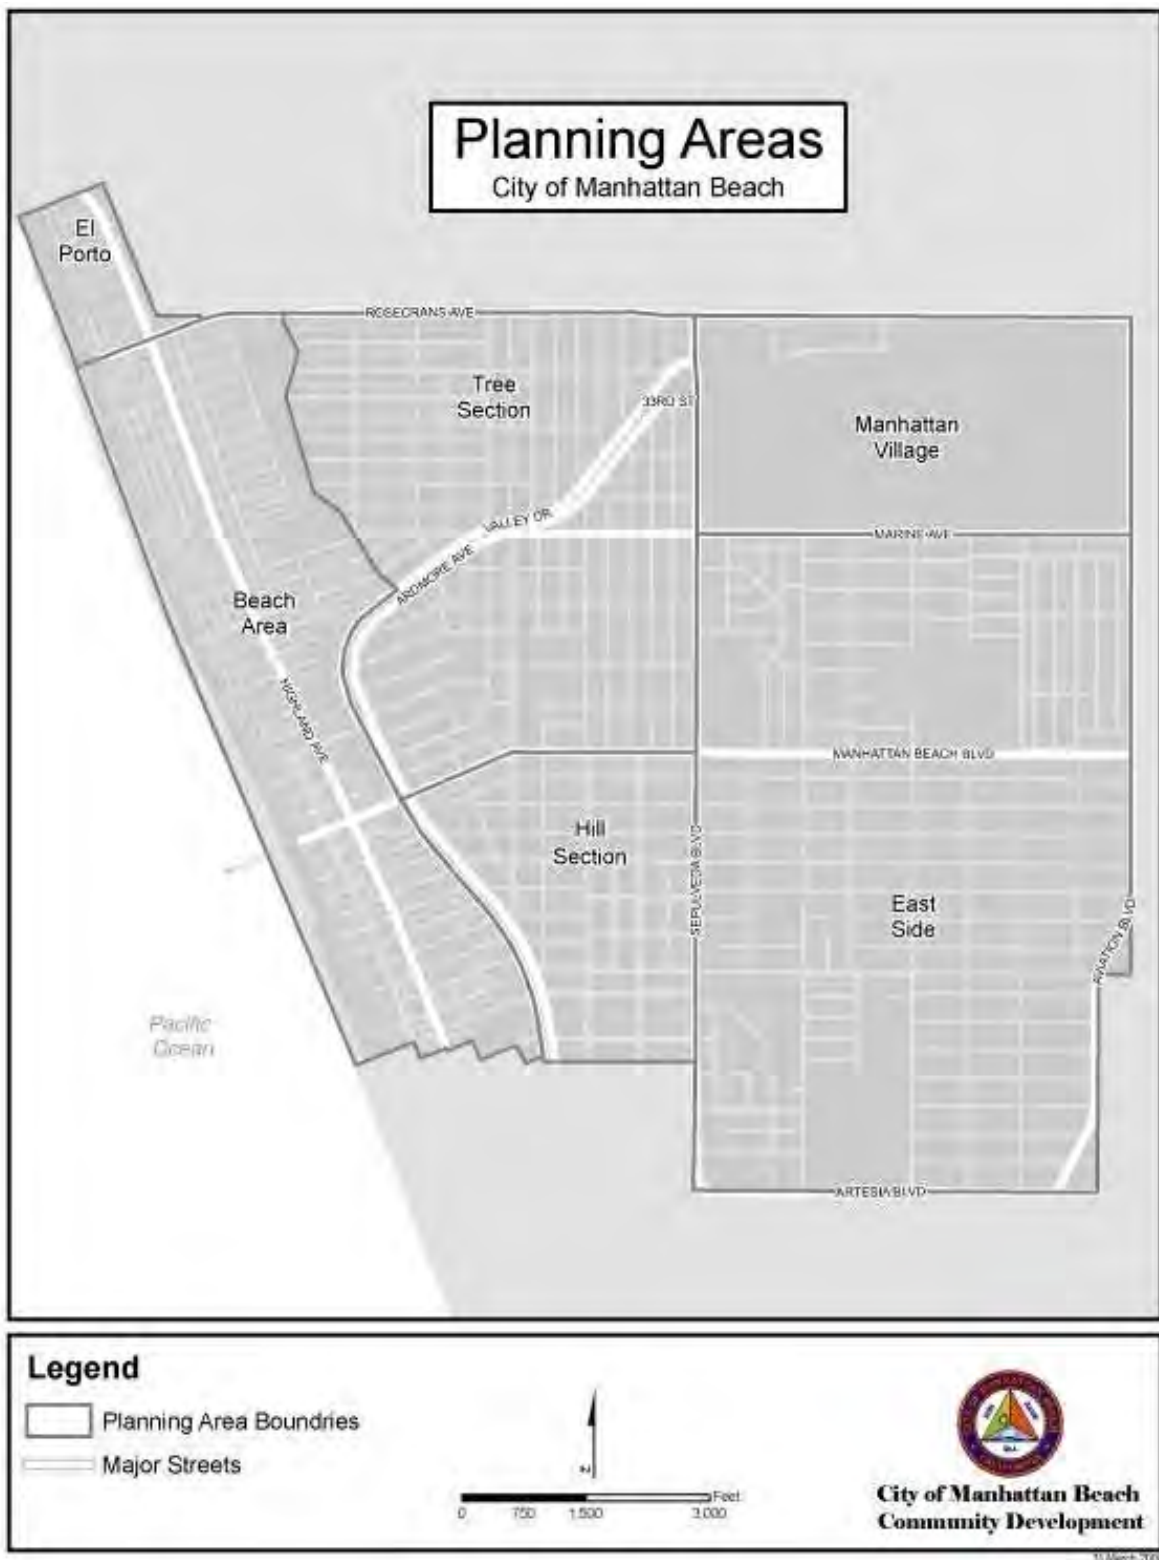 Planning Areas
City of Manhattan Beach
El
Porto
ROSECRANS AVE
Tree
Section
33RD ST
Manhattan
Village
VALLEY DR
MARINE AVE
ARDMORE AVE
Beach
Area
HIGHLAND AVE
MANHATTAN BEACH BLVD
Hill
Section
SEPULVEDA BLVD
East
Side
AVIATION BLVD
Pacific
Ocean
ARTESIA BLVD
Legend
Planning Area Boundries
Major Streets
z
Feet
0 750 1,500 3,000
City of Manhattan Beach
Community Development